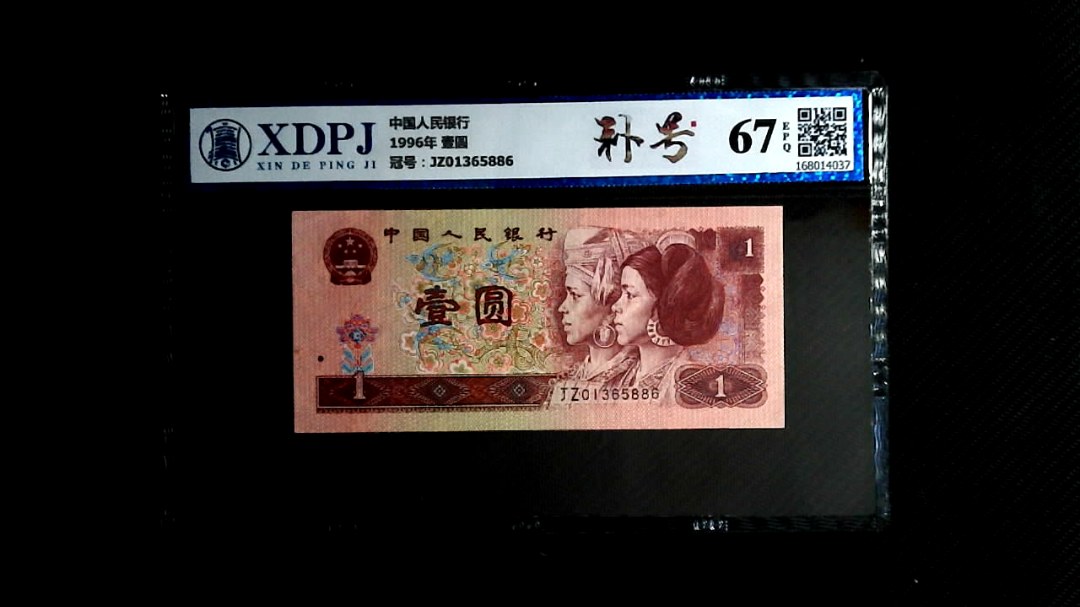 XDPJ
XIN DE PING JI
中国人民银行
1996年 壹圆
冠号：JZ01365886
补号
67
EPQ
168014037
中国人民银行
1
壹圆
1
JZ01365886
1